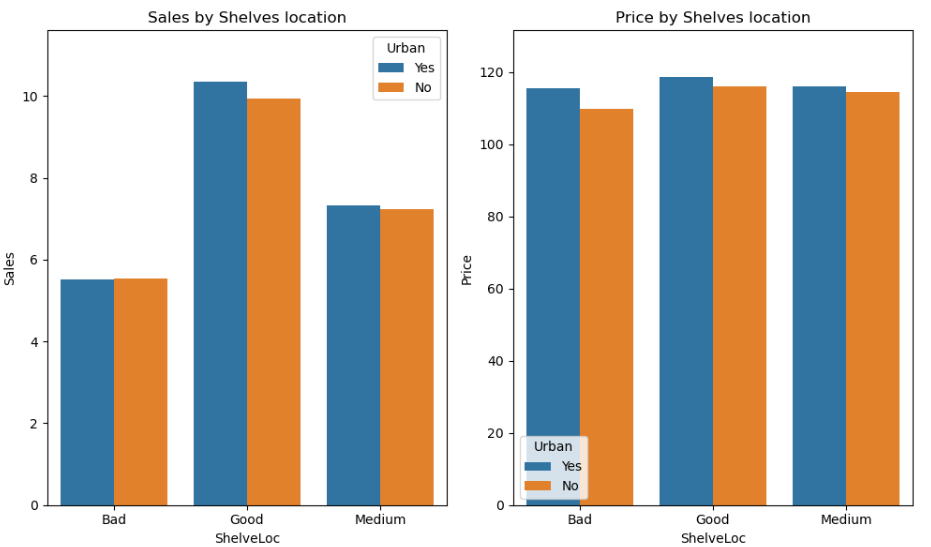 Sales by Shelves location
Urban
Yes
No
10
8
6
4
2
0
Sales
Bad
Good
Medium
ShelveLoc
Price by Shelves location
120
100
80
60
40
20
0
Price
Urban
Yes
No
Bad
Good
Medium
ShelveLoc